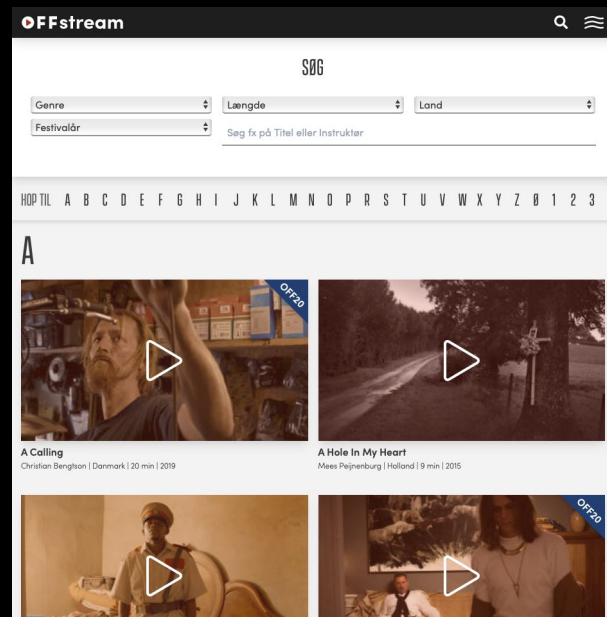 OFFstream
SØG
Genre
Længde
Land
Festivalår
Søg fx på Titel eller Instruktør
HOP TIL A B C D E F G H I J K L M N O P R S T U V W X Y Z Ø 1 2 3
A
OFF20
A Calling
Christian Bengtson | Danmark | 20 min | 2019
A Hole In My Heart
Mees Peijnenburg | Holland | 9 min | 2015
OFF20